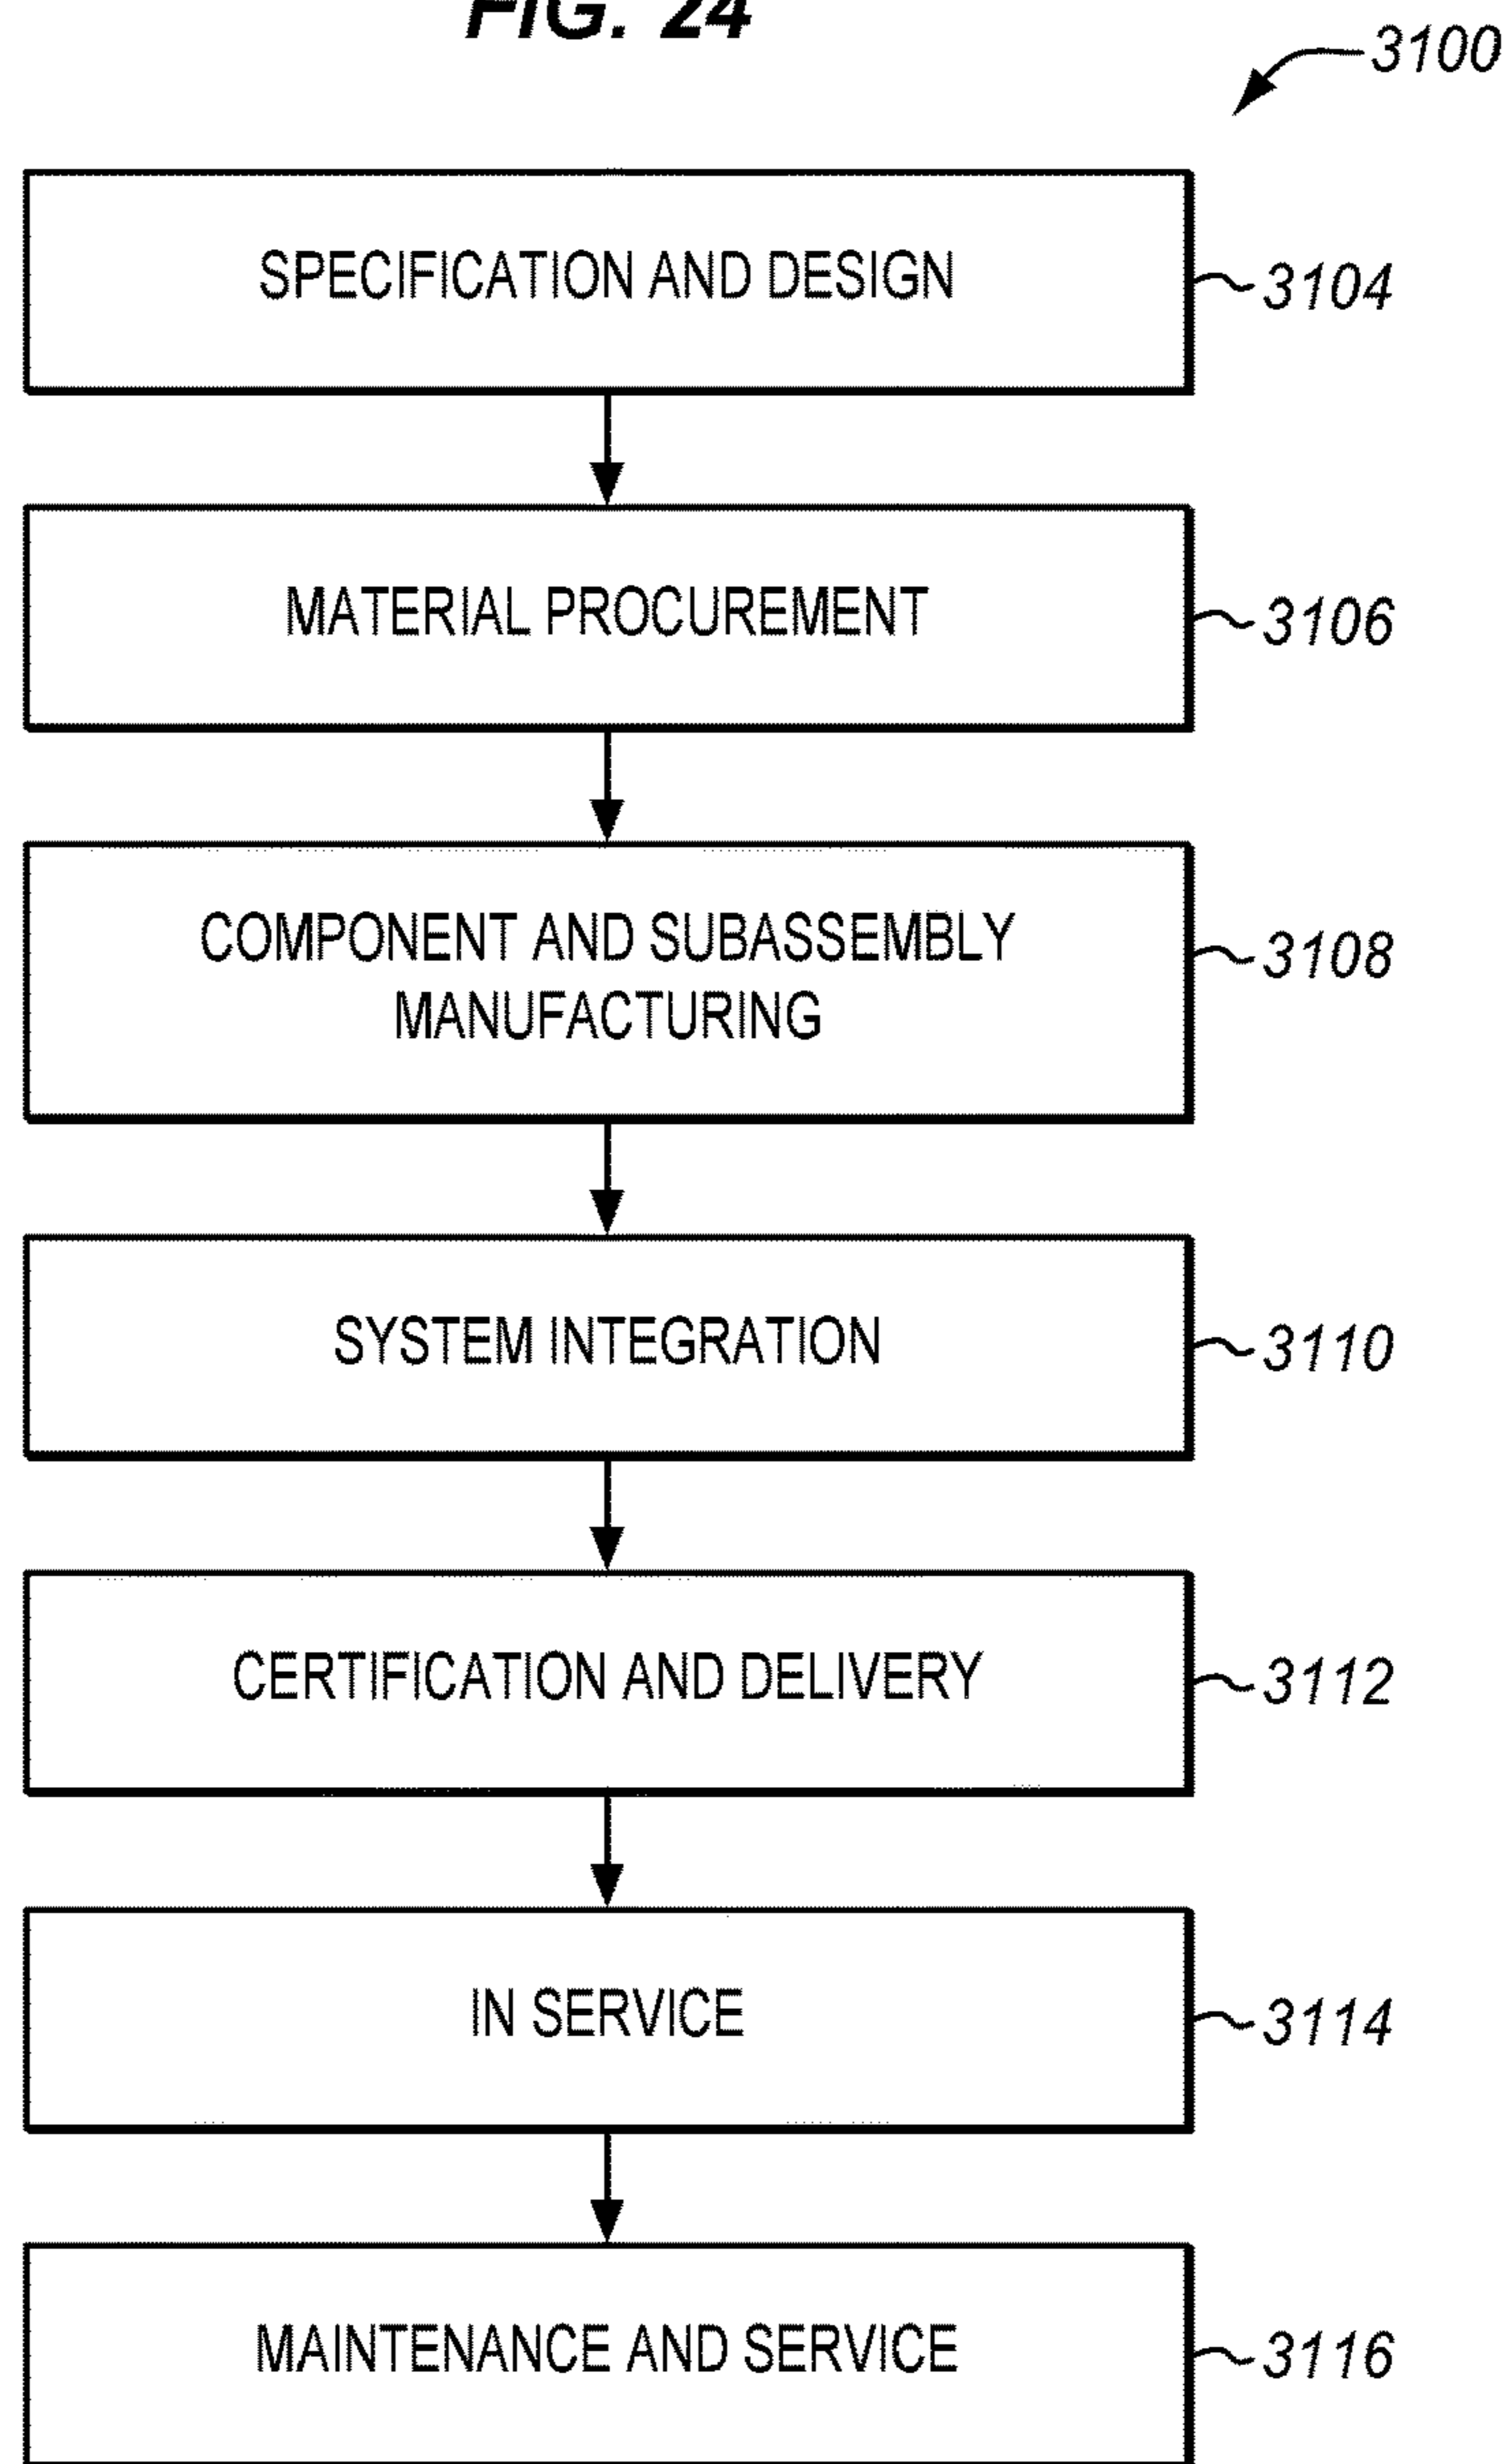 FIG. 24
3100
SPECIFICATION AND DESIGN
3104
MATERIAL PROCUREMENT
3106
COMPONENT AND SUBASSEMBLY
MANUFACTURING
3108
SYSTEM INTEGRATION
3110
CERTIFICATION AND DELIVERY
3112
IN SERVICE
3114
MAINTENANCE AND SERVICE
3116